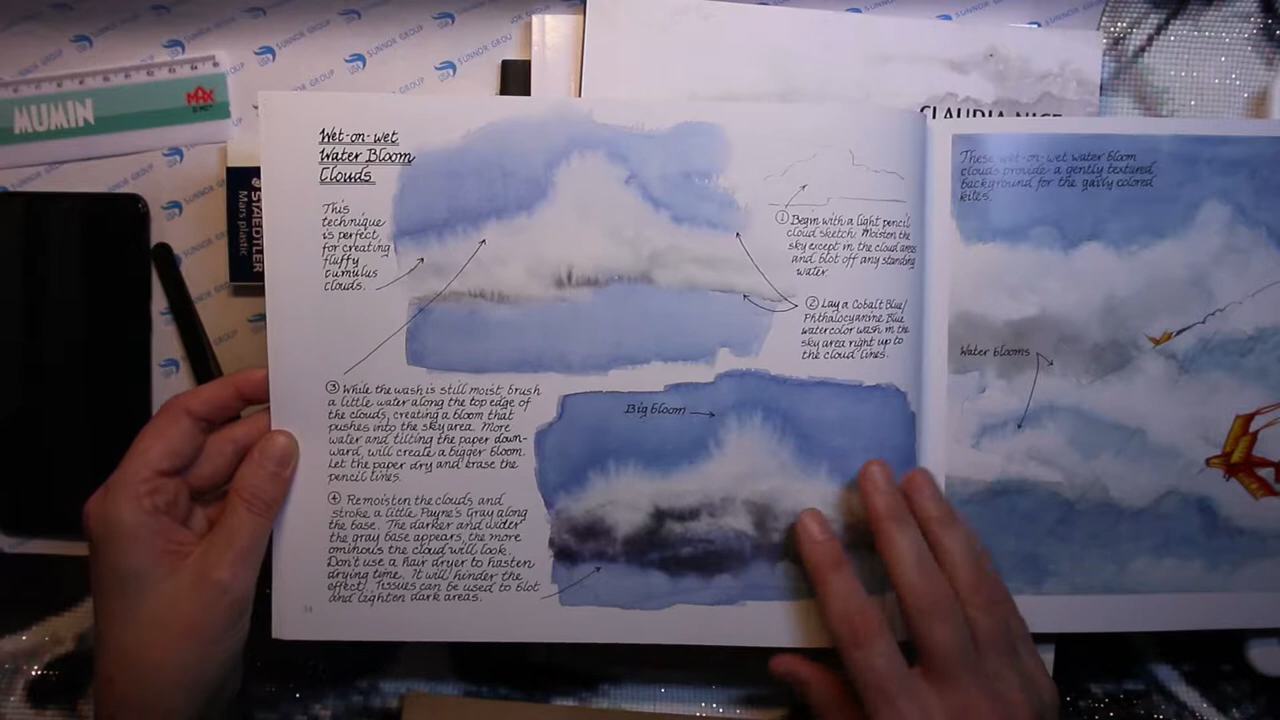 SUNNOR GROUP
SUNNOR GROUP
SUNNOR GROU
USA
USA
MUMIN
MAX
STAEDTLER
Mars plastic
CLAUDIA NICE
Wet-on-wet
Water Bloom
Clouds
This
technique
is perfect
for creating
fluffy
cumulus
clouds.
① Begin with a light pencil
cloud sketch. Moisten the
sky except in the cloud areas
and blot off any standing
water.
② Lay a Cobalt Blue/
Phthalocyanine Blue
watercolor wash in the
sky area right up to
the cloud lines.
③ While the wash is still moist brush
a little water along the top edge of
the clouds, creating a bloom that
pushes into the sky area. More
water and tilting the paper down-
ward, will create a bigger bloom.
Let the paper dry and erase the
pencil lines.
④ Remoisten the clouds and
stroke a little Payne's Gray along
the base. The darker and wider
the gray base appears, the more
ominous the cloud will look.
Don't use a hair dryer to hasten
drying time. It will hinder the
effect. Tissues can be used to blot
and lighten dark areas.
Big bloom
These wet-on-wet water bloom
clouds provide a gently textured
background for the gaily colored
kites.
Water blooms